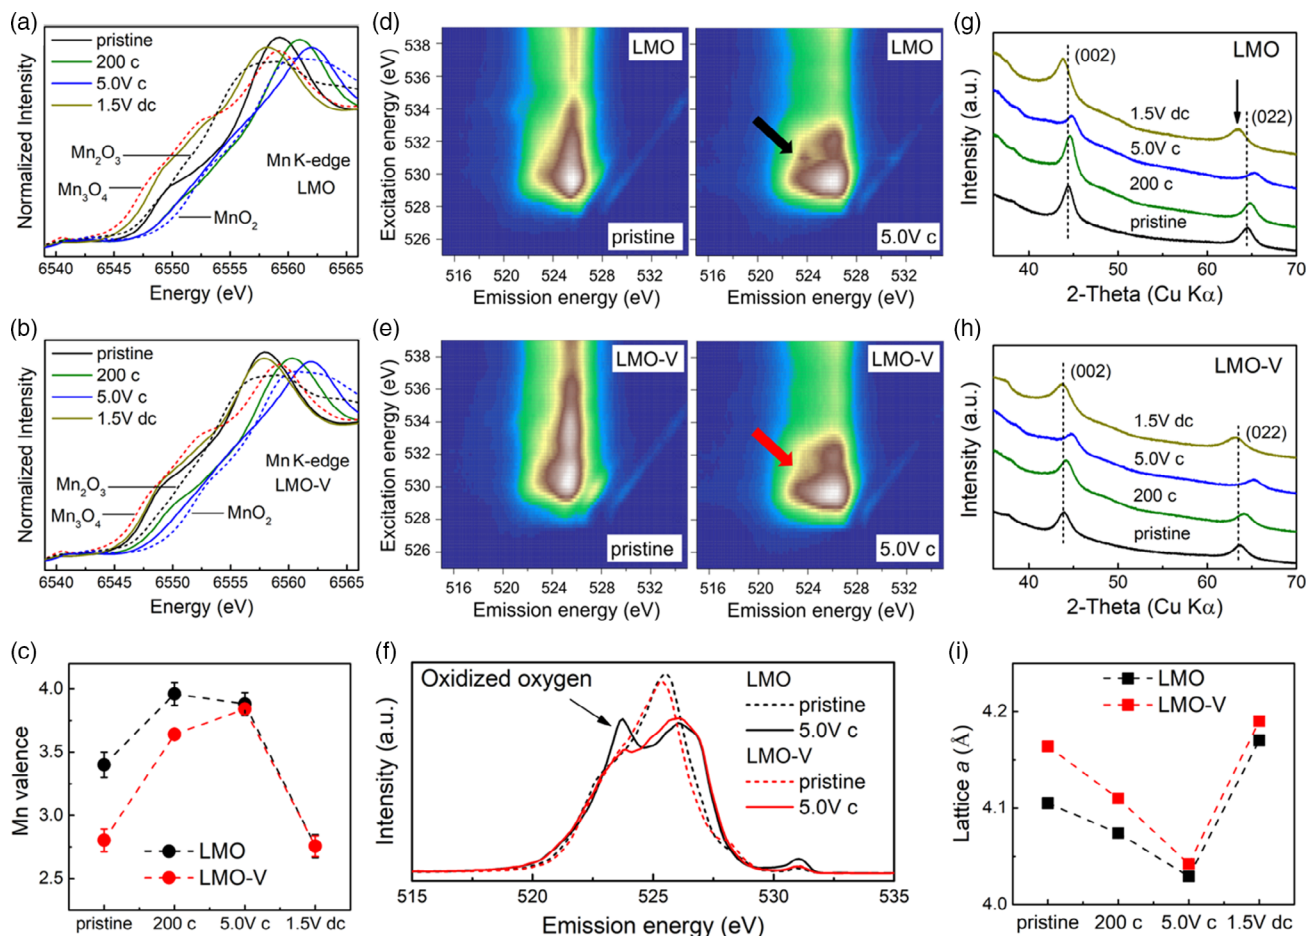 (a)
Normalized Intensity
pristine
200 c
5.0V c
1.5V dc
Mn2O3
Mn3O4
Mn K-edge
LMO
MnO2
6540 6545 6550 6555 6560 6565
Energy (eV)
(b)
Normalized Intensity
pristine
200 c
5.0V c
1.5V dc
Mn2O3
Mn3O4
Mn K-edge
LMO-V
MnO2
6540 6545 6550 6555 6560 6565
Energy (eV)
(c)
Mn valence
4.0
3.5
3.0
2.5
LMO
LMO-V
pristine 200 c 5.0V c 1.5V dc
(d)
Excitation energy (eV)
538
536
534
532
530
528
526
LMO
pristine
516 520 524 528 532
Emission energy (eV)
LMO
5.0V c
516 520 524 528 532
Emission energy (eV)
(e)
Excitation energy (eV)
538
536
534
532
530
528
526
LMO-V
pristine
516 520 524 528 532
Emission energy (eV)
LMO-V
5.0V c
516 520 524 528 532
Emission energy (eV)
(f)
Intensity (a.u.)
Oxidized oxygen
LMO
pristine
5.0V c
LMO-V
pristine
5.0V c
515 520 525 530 535
Emission energy (eV)
(g)
Intensity (a.u.)
(002)
LMO
1.5V dc
(022)
5.0V c
200 c
pristine
40 50 60 70
2-Theta (Cu Kα)
(h)
Intensity (a.u.)
(002)
LMO-V
1.5V dc
(022)
5.0V c
200 c
pristine
40 50 60 70
2-Theta (Cu Kα)
(i)
Lattice a (Å)
4.2
4.1
4.0
LMO
LMO-V
pristine 200 c 5.0V c 1.5V dc